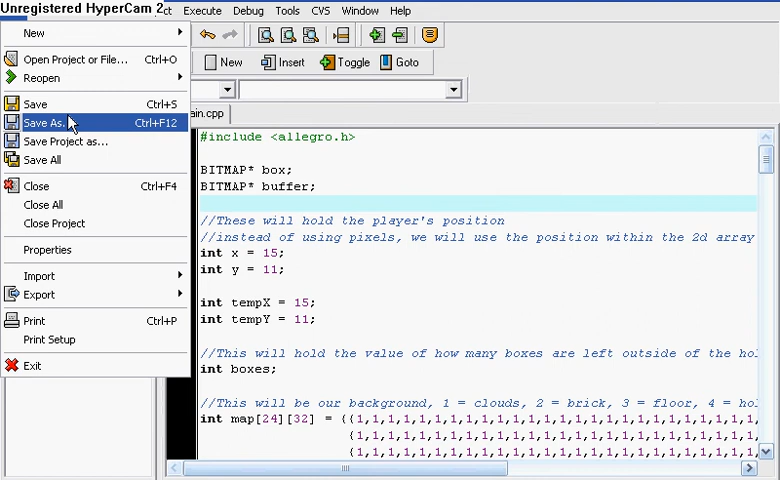 Unregistered HyperCam 2
ct Execute Debug Tools CVS Window Help
New
Open Project or File... Ctrl+O
Reopen
Save Ctrl+S
Save As. Ctrl+F12
Save Project as...
Save All
Close Ctrl+F4
Close All
Close Project
Properties
Import
Export
Print Ctrl+P
Print Setup
Exit
New Insert Toggle Goto
ain.cpp
#include <allegro.h>
BITMAP* box;
BITMAP* buffer;
//These will hold the player's position
//instead of using pixels, we will use the position within the 2d array
int x = 15;
int y = 11;
int tempX = 15;
int tempY = 11;
//This will hold the value of how many boxes are left outside of the ho
int boxes;
//This will be our background, 1 = clouds, 2 = brick, 3 = floor, 4 = ho
int map[24][32] = {{1,1,1,1,1,1,1,1,1,1,1,1,1,1,1,1,1,1,1,1,1,1,1,1,1,1,
{1,1,1,1,1,1,1,1,1,1,1,1,1,1,1,1,1,1,1,1,1,1,1,1,1,1,
{1,1,1,1,1,1,1,1,1,1,1,1,1,1,1,1,1,1,1,1,1,1,1,1,1,1,